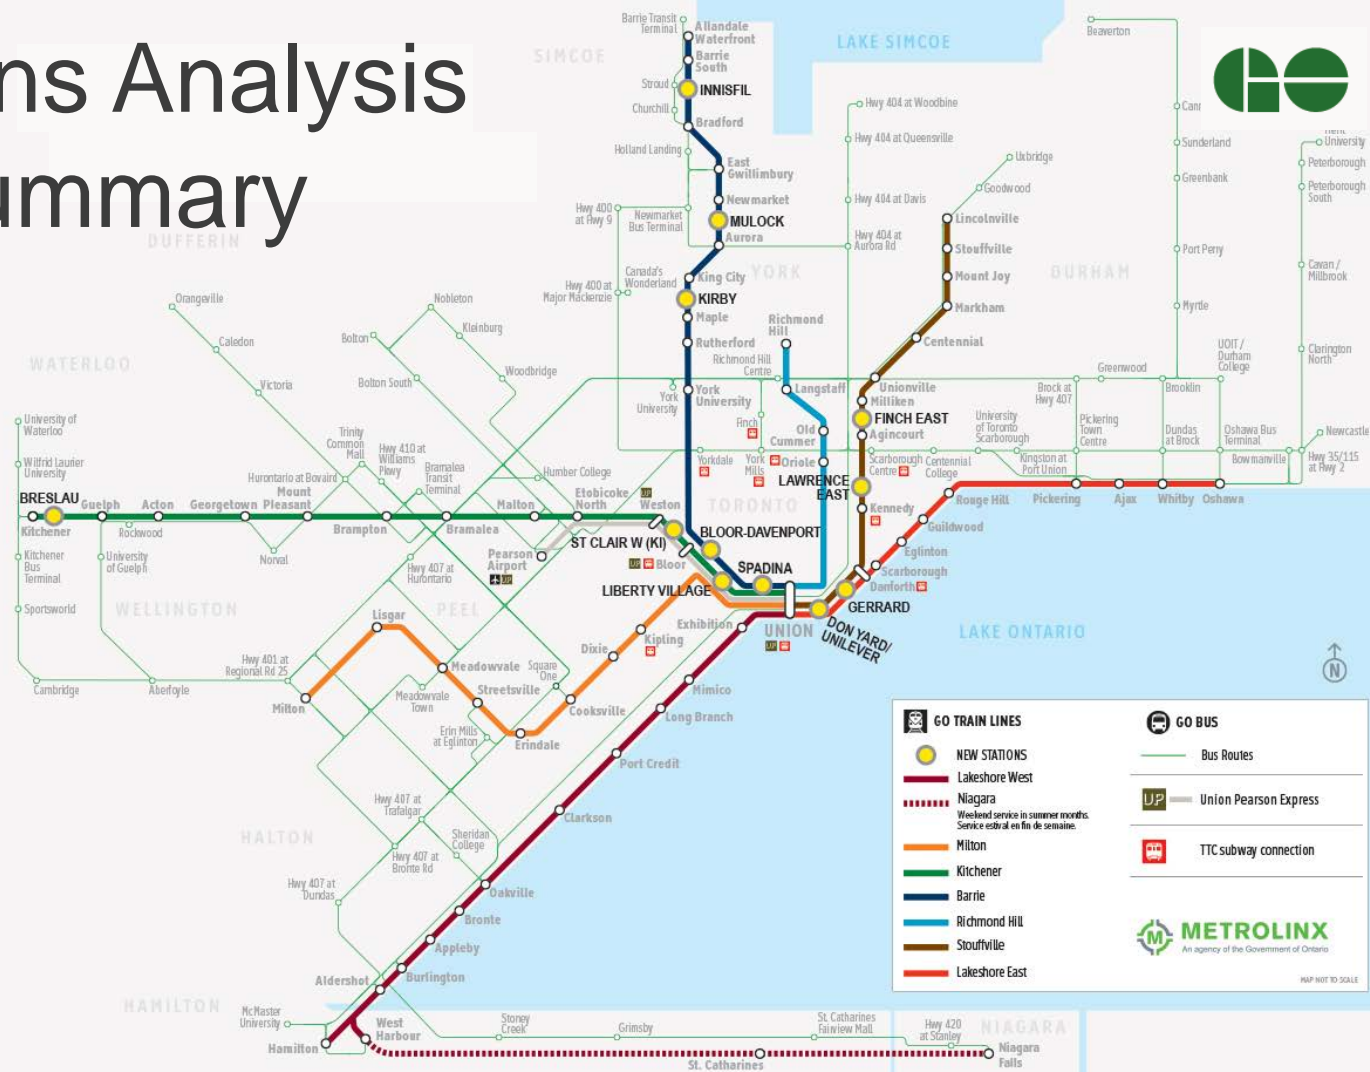 ns Analysis
ummary
GO
SIMCOE
LAKE SIMCOE
Barrie Transit
Terminal
Allandale
Waterfront
Barrie
South
Stroud
INNISFIL
Churchill
Bradford
Holland Landing
East
Gwillimbury
Newmarket
Hwy 400
at Hwy 9
Newmarket
Bus Terminal
MULOCK
Aurora
King City
Canada's
Wonderland
Hwy 400 at
Major Mackenzie
KIRBY
Maple
Rutherford
YORK
Richmond
Hill
Richmond Hill
Centre
Langstaff
York
University
York
University
Finch
Old
Cummer
Oriole
Yorkdale
York
Mills
Beaverton
Hwy 404 at Woodbine
Hwy 404 at Queensville
Hwy 404 at Davis
Hwy 404 at
Aurora Rd
Uxbridge
Goodwood
Lincolnville
Stouffville
Mount Joy
Markham
Centennial
Unionville
Milliken
FINCH EAST
Agincourt
Scarborough
Centre
Centennial
College
LAWRENCE
EAST
Kennedy
DURHAM
Sunderland
Greenbank
Port Perry
Myrtle
University
Peterborough
Peterborough
South
Cavan /
Millbrook
Clarington
North
UOIT /
Durham
College
Greenwood
Brock at
Hwy 407
Brooklin
University
of Toronto
Scarborough
Pickering
Town
Centre
Dundas
at Brock
Oshawa Bus
Terminal
Newcastle
Kingston at
Port Union
Bowmanville
Hwy 35/115
at Hwy 2
Rouge Hill
Pickering
Ajax
Whitby
Oshawa
Guildwood
Eglinton
Scarborough
Danforth
GERRARD
DON YARD/
UNILEVER
LAKE ONTARIO
N
DUFFERIN
Orangeville
Caledon
Victoria
Nobleton
Bolton
Kleinburg
Bolton South
Woodbridge
WATERLOO
University of
Waterloo
Wilfrid Laurier
University
Trinity
Common
Mall
Hwy 410 at
Williams
Pkwy
Hurontario at Bovaird
Bramalea
Transit
Terminal
Humber College
BRESLAU
Guelph
Acton
Georgetown
Mount
Pleasant
Brampton
Bramalea
Malton
Etobicoke
North
UP
Weston
TORONTO
Kitchener
Rockwood
Norval
Pearson
Airport
UP
ST CLAIR W (KI)
BLOOR-DAVENPORT
UP
Bloor
SPADINA
LIBERTY VILLAGE
Exhibition
UNION
UP
Kitchener
Bus
Terminal
University
of Guelph
Hwy 407 at
Hurontario
Sportsworld
WELLINGTON
PEEL
Lisgar
Hwy 401 at
Regional Rd 25
Cambridge
Aberfoyle
Milton
Meadowvale
Meadowvale
Town
Streetsville
Square
One
Dixie
Kipling
Cooksville
Erin Mills
at Eglinton
Erindale
Mimico
Long Branch
Port Credit
Clarkson
Hwy 407 at
Trafalgar
HALTON
Sheridan
College
Hwy 407 at
Bronte Rd
Hwy 407 at
Dundas
Oakville
Bronte
Appleby
Burlington
Aldershot
HAMILTON
McMaster
University
Hamilton
West
Harbour
Stoney
Creek
Grimsby
St. Catharines
Fairview Mall
Hwy 420
at Stanley
NIAGARA
St. Catharines
Niagara
Falls
GO TRAIN LINES
NEW STATIONS
Lakeshore West
Niagara
Weekend service in summer months.
Service estival en fin de semaine.
Milton
Kitchener
Barrie
Richmond Hill
Stouffville
Lakeshore East
GO BUS
Bus Routes
UP
Union Pearson Express
TTC subway connection
M
METROLINX
An agency of the Government of Ontario
MAP NOT TO SCALE